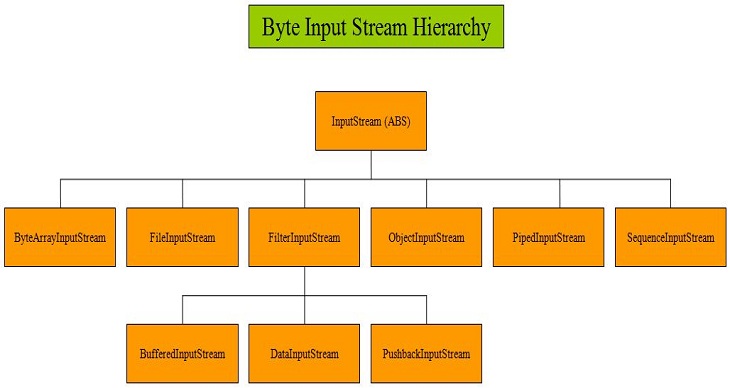 Byte Input Stream Hierarchy
InputStream (ABS)
ByteArrayInputStream
FileInputStream
FilterInputStream
ObjectInputStream
PipedInputStream
SequenceInputStream
BufferedInputStream
DataInputStream
PushbackInputStream